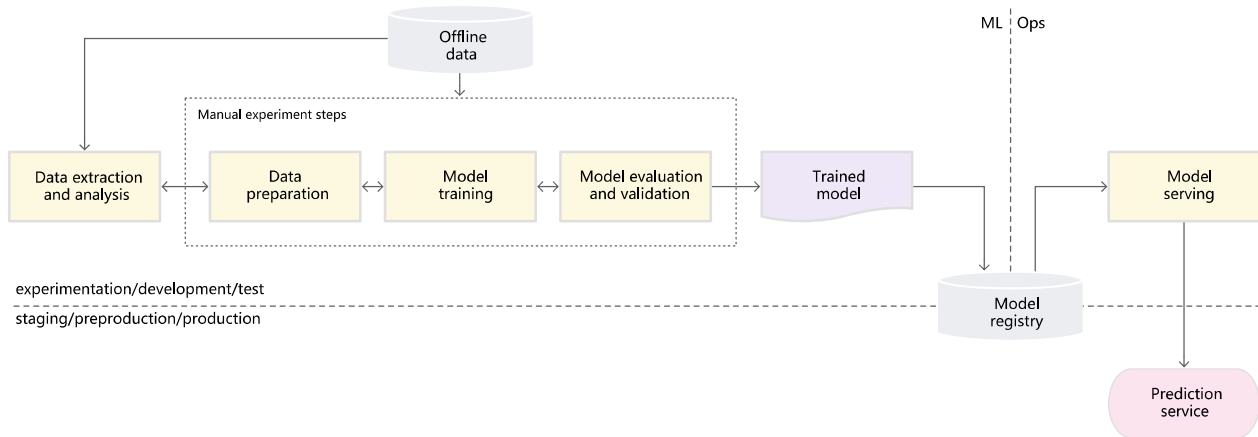 Offline
data
ML
Ops
Manual experiment steps
Data extraction
and analysis
Data
preparation
Model
training
Model evaluation
and validation
Trained
model
Model
serving
experimentation/development/test
staging/preproduction/production
Model
registry
Prediction
service